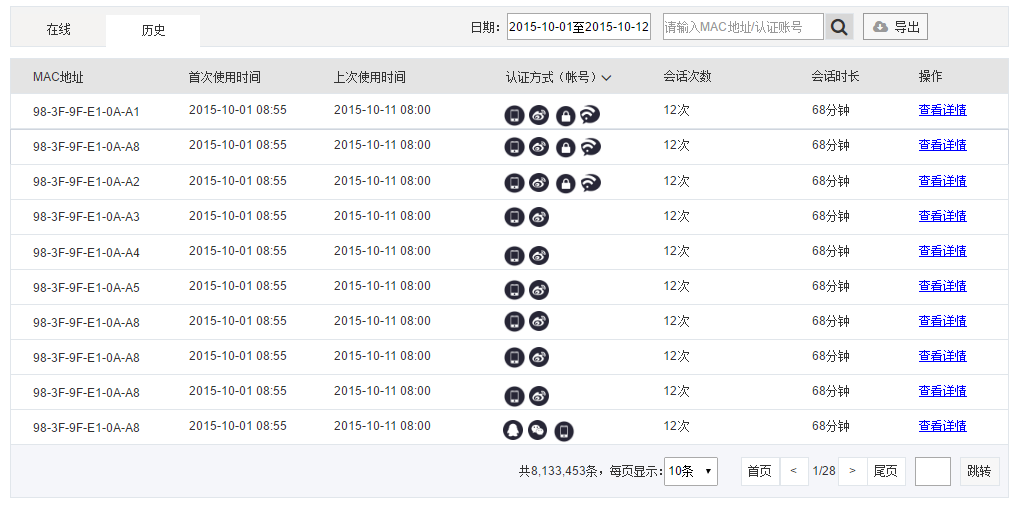 在线 历史 日期： 2015-10-01至2015-10-12 请输入MAC地址/认证账号 导出
MAC地址 首次使用时间 上次使用时间 认证方式（帐号） 会话次数 会话时长 操作
98-3F-9F-E1-0A-A1 2015-10-01 08:55 2015-10-11 08:00 12次 68分钟 查看详情
98-3F-9F-E1-0A-A8 2015-10-01 08:55 2015-10-11 08:00 12次 68分钟 查看详情
98-3F-9F-E1-0A-A2 2015-10-01 08:55 2015-10-11 08:00 12次 68分钟 查看详情
98-3F-9F-E1-0A-A3 2015-10-01 08:55 2015-10-11 08:00 12次 68分钟 查看详情
98-3F-9F-E1-0A-A4 2015-10-01 08:55 2015-10-11 08:00 12次 68分钟 查看详情
98-3F-9F-E1-0A-A5 2015-10-01 08:55 2015-10-11 08:00 12次 68分钟 查看详情
98-3F-9F-E1-0A-A8 2015-10-01 08:55 2015-10-11 08:00 12次 68分钟 查看详情
98-3F-9F-E1-0A-A8 2015-10-01 08:55 2015-10-11 08:00 12次 68分钟 查看详情
98-3F-9F-E1-0A-A8 2015-10-01 08:55 2015-10-11 08:00 12次 68分钟 查看详情
98-3F-9F-E1-0A-A8 2015-10-01 08:55 2015-10-11 08:00 12次 68分钟 查看详情
共8,133,453条，每页显示: 10条 首页 < 1/28 > 尾页 跳转